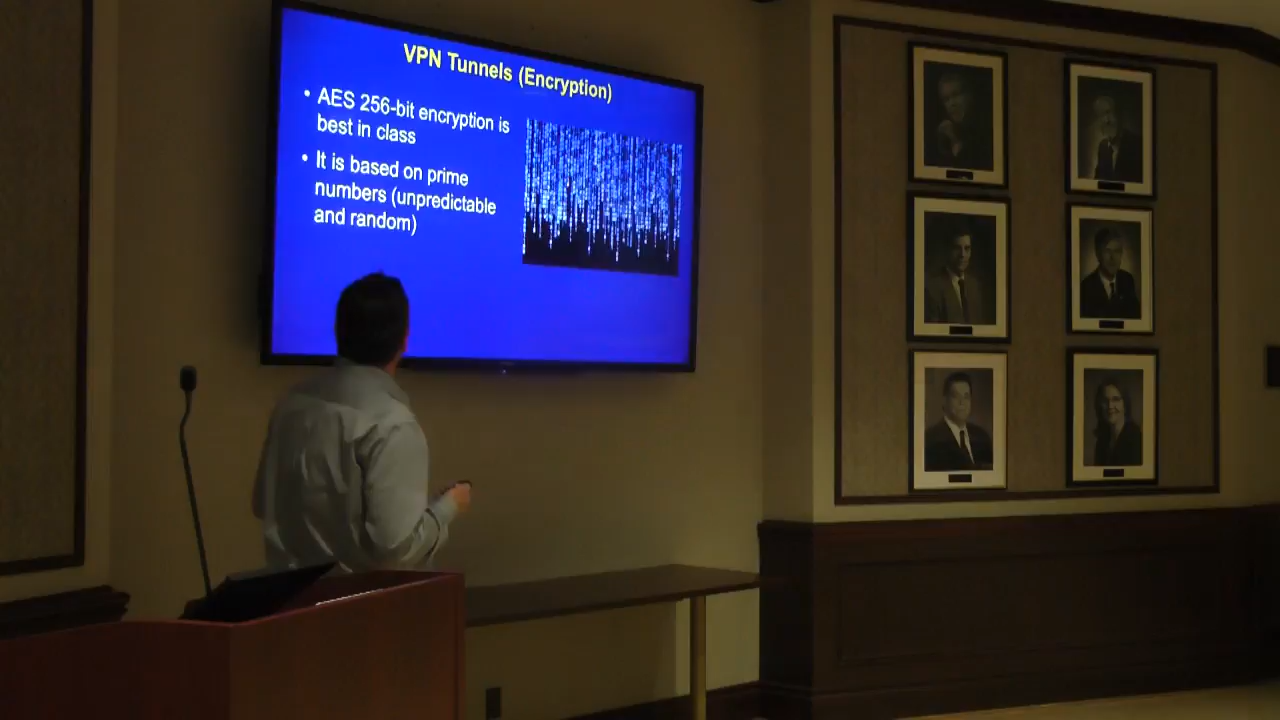 VPN Tunnels (Encryption)
• AES 256-bit encryption is
best in class
• It is based on prime
numbers (unpredictable
and random)